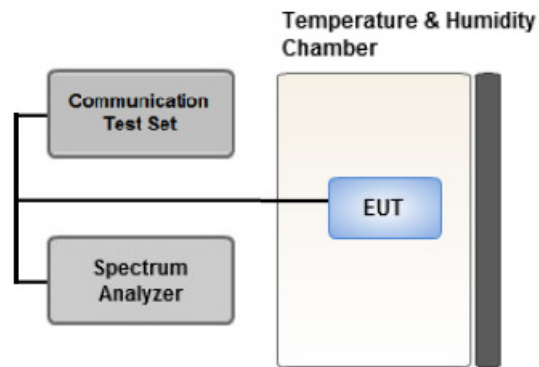 Temperature & Humidity
Chamber
Communication
Test Set
EUT
Spectrum
Analyzer